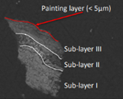 Painting layer (< 5µm)
Sub-layer III
Sub-layer II
Sub-layer I